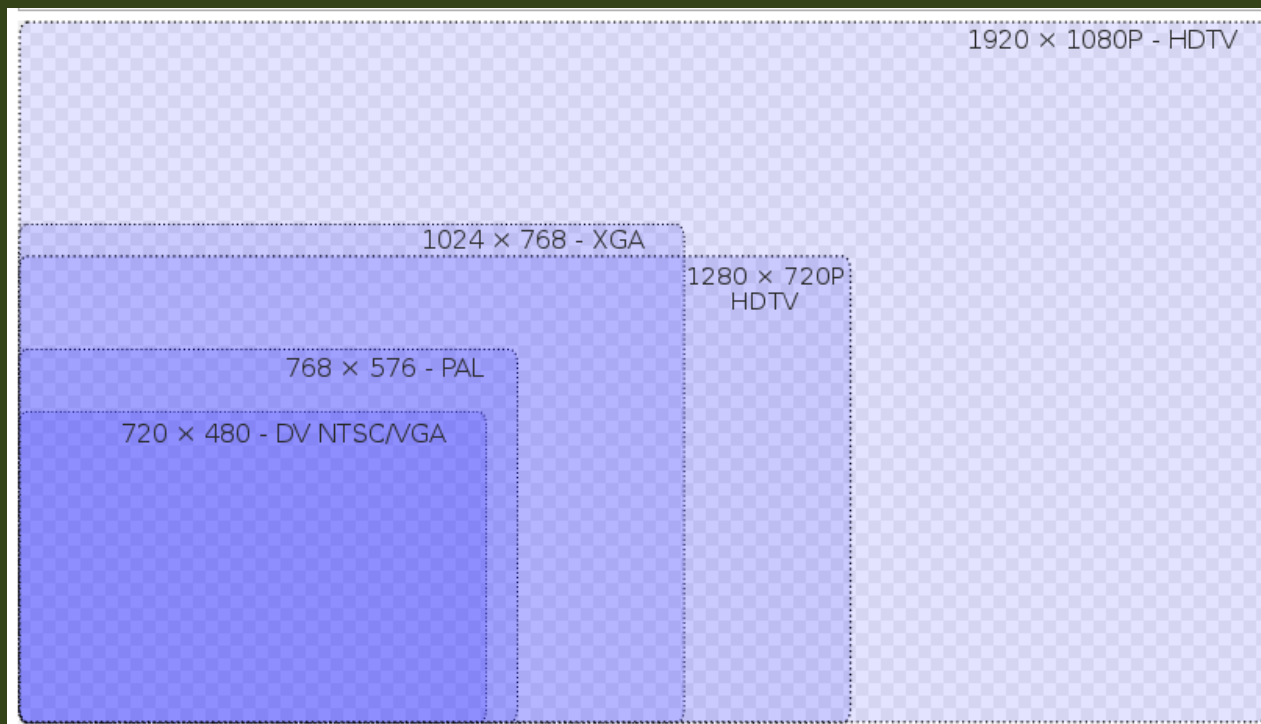 1920 × 1080P - HDTV
1024 × 768 - XGA
1280 × 720P
HDTV
768 × 576 - PAL
720 × 480 - DV NTSC/VGA